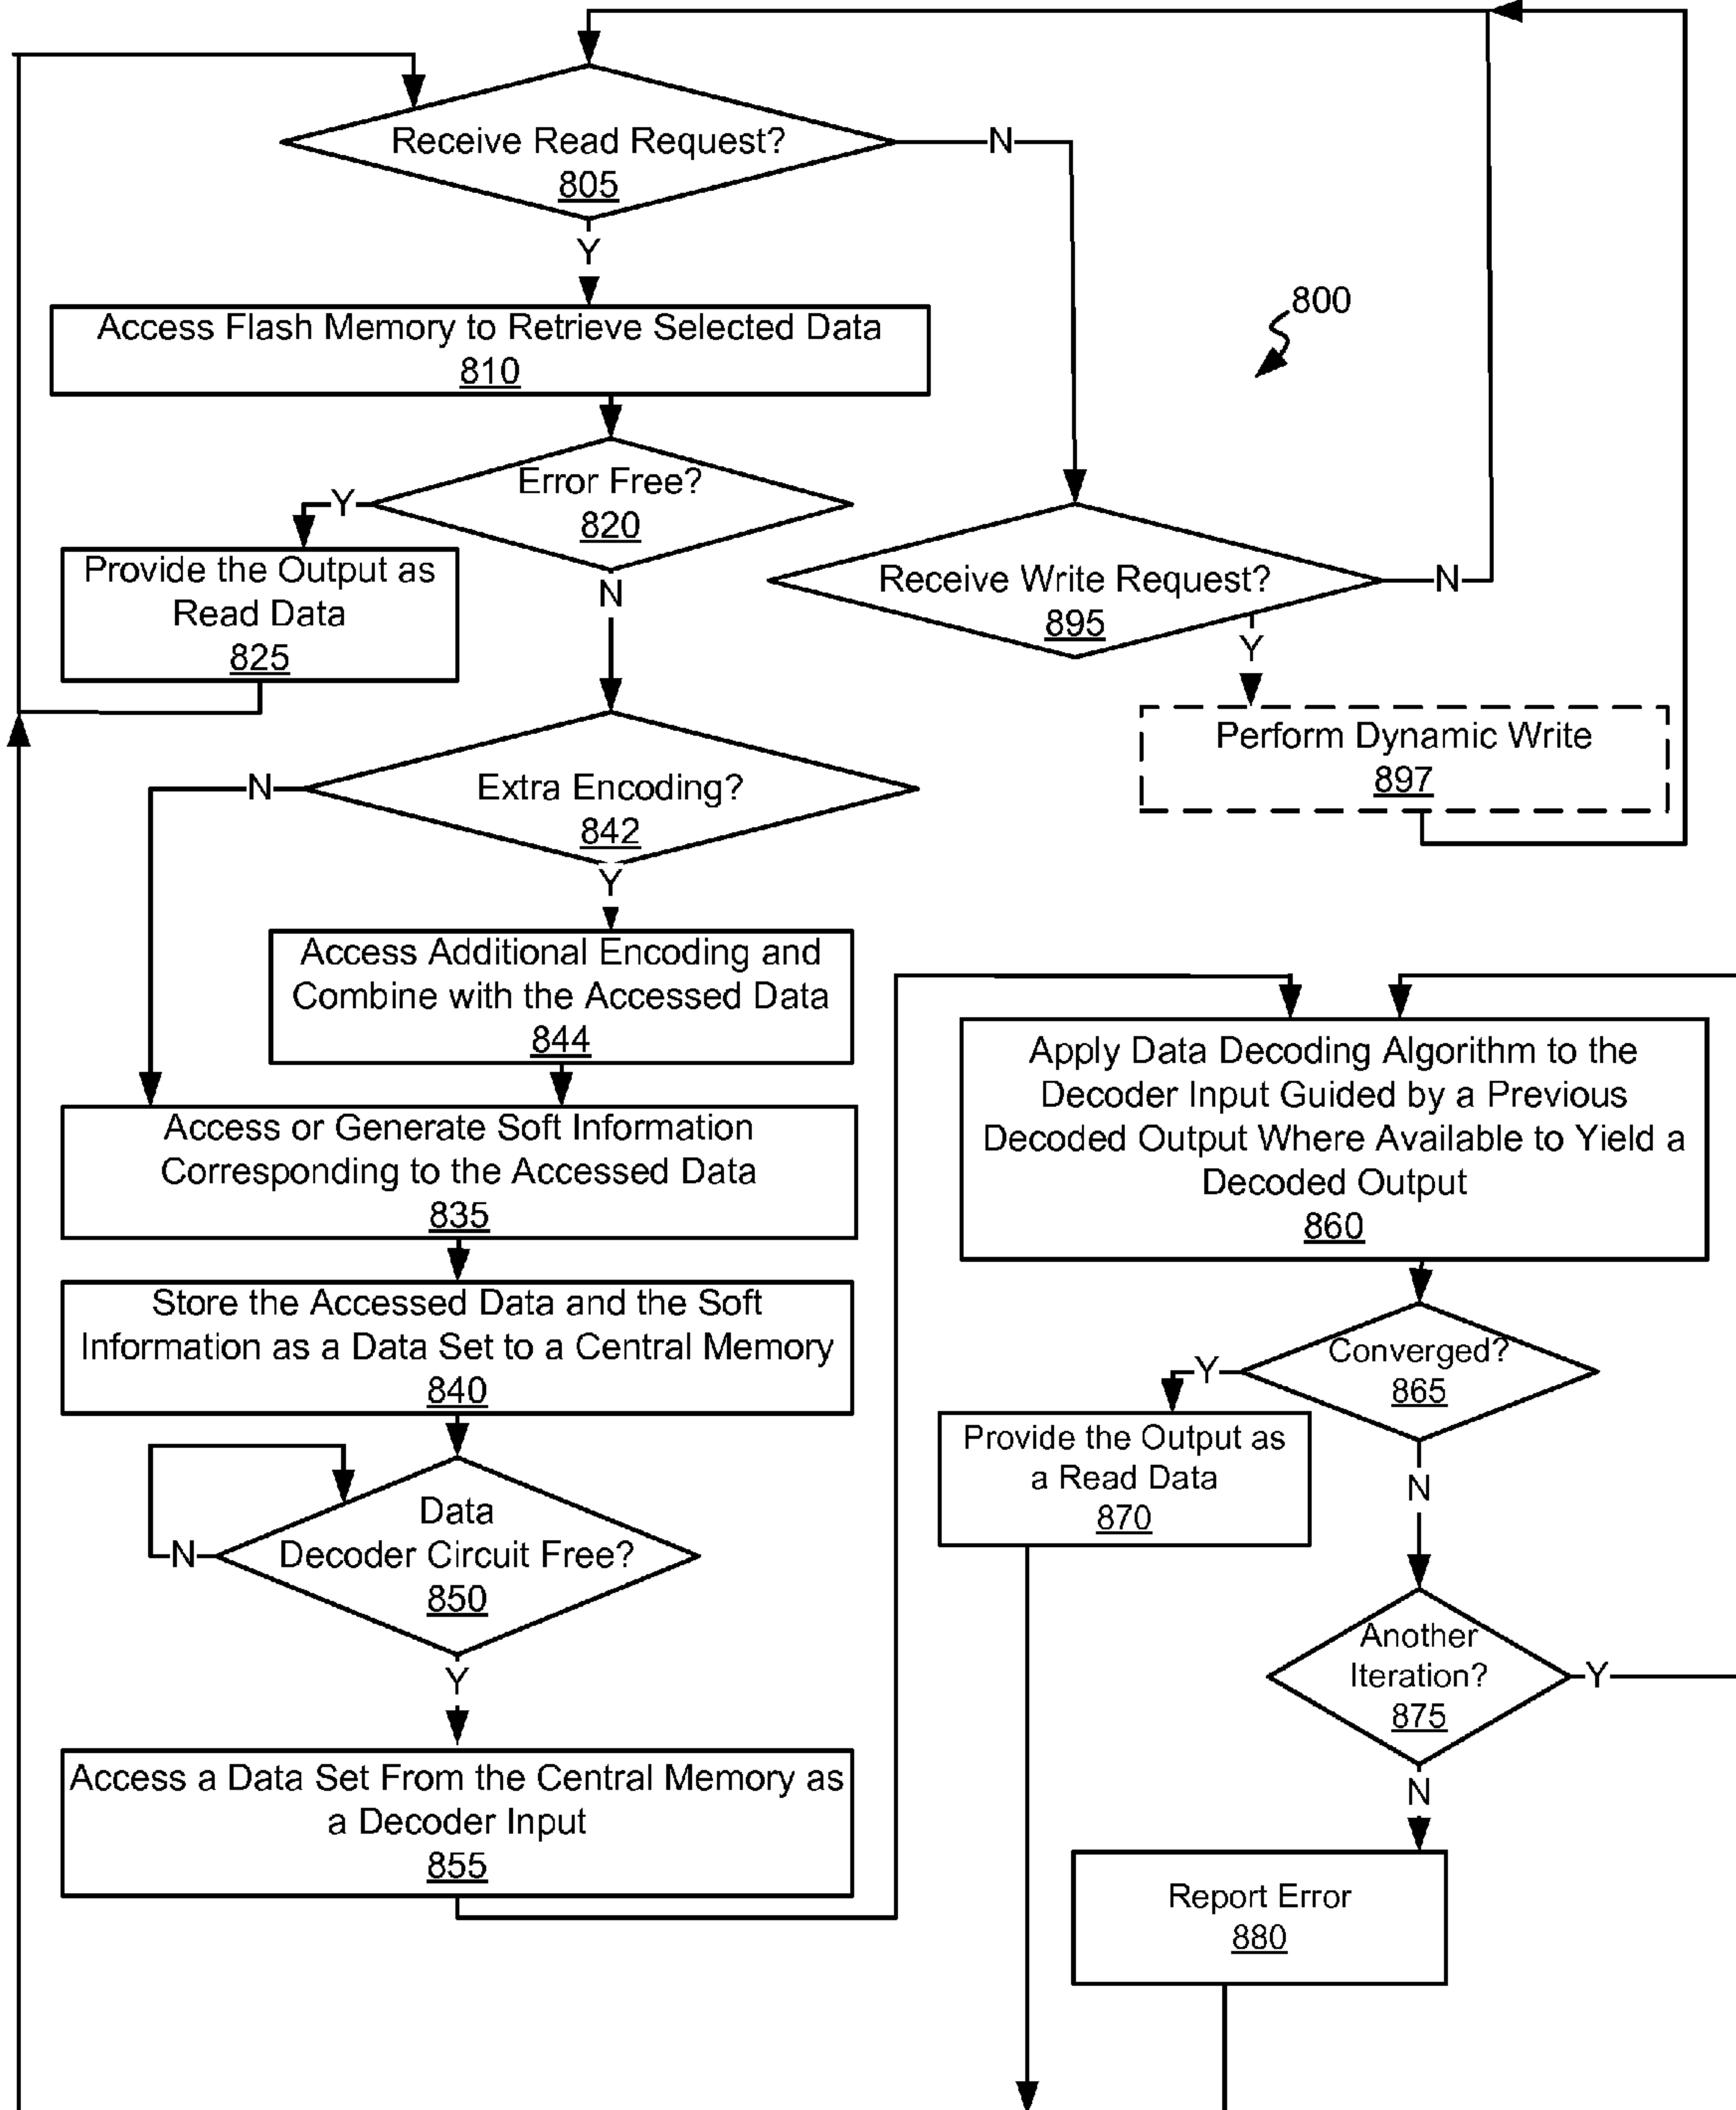 Receive Read Request?
805
N
Y
800
Access Flash Memory to Retrieve Selected Data
810
Error Free?
820
Y
N
Provide the Output as
Read Data
825
Receive Write Request?
895
N
Y
Perform Dynamic Write
897
Extra Encoding?
842
N
Y
Access Additional Encoding and
Combine with the Accessed Data
844
Access or Generate Soft Information
Corresponding to the Accessed Data
835
Store the Accessed Data and the Soft
Information as a Data Set to a Central Memory
840
Data
Decoder Circuit Free?
850
N
Y
Access a Data Set From the Central Memory as
a Decoder Input
855
Apply Data Decoding Algorithm to the
Decoder Input Guided by a Previous
Decoded Output Where Available to Yield a
Decoded Output
860
Converged?
865
Y
N
Provide the Output as
a Read Data
870
Another
Iteration?
875
Y
N
Report Error
880